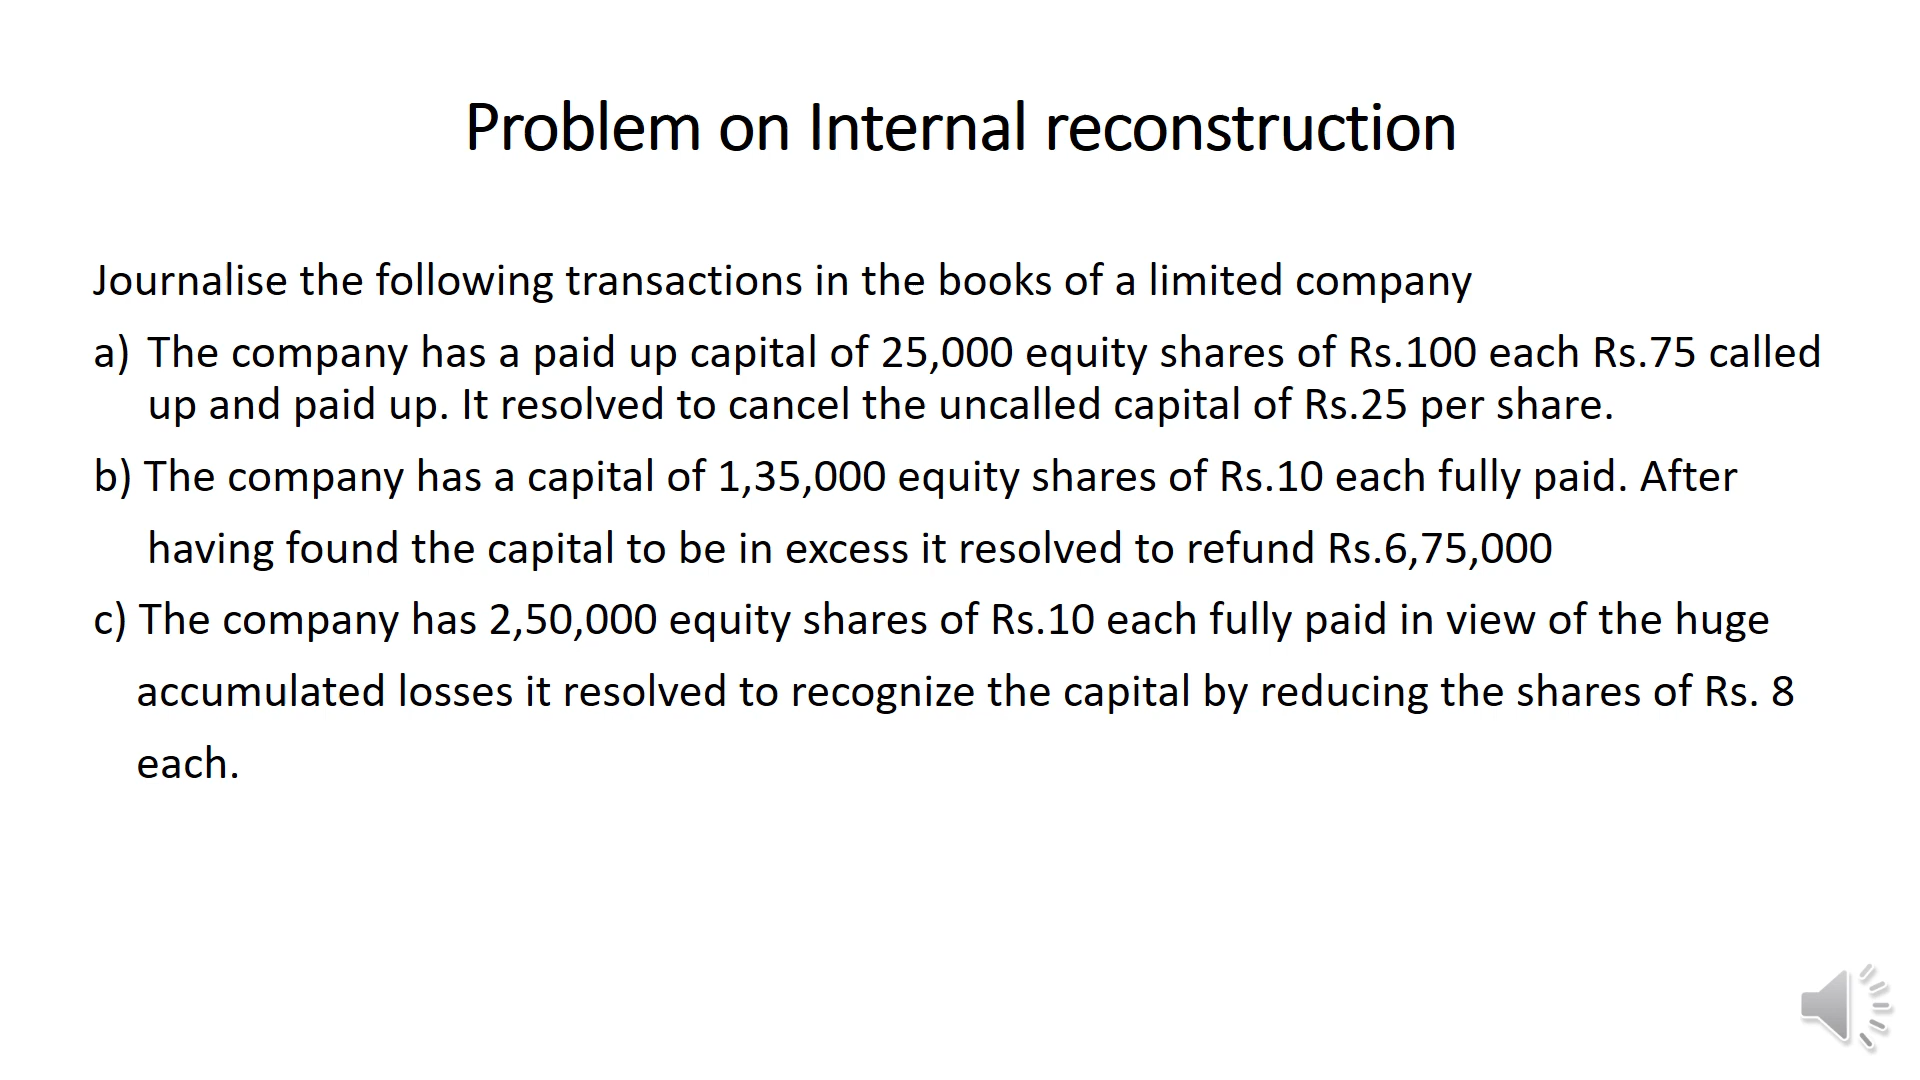 Problem on Internal reconstruction
Journalise the following transactions in the books of a limited company
a) The company has a paid up capital of 25,000 equity shares of Rs.100 each Rs.75 called
up and paid up. It resolved to cancel the uncalled capital of Rs.25 per share.
b) The company has a capital of 1,35,000 equity shares of Rs.10 each fully paid. After
having found the capital to be in excess it resolved to refund Rs.6,75,000
c) The company has 2,50,000 equity shares of Rs.10 each fully paid in view of the huge
accumulated losses it resolved to recognize the capital by reducing the shares of Rs. 8
each.